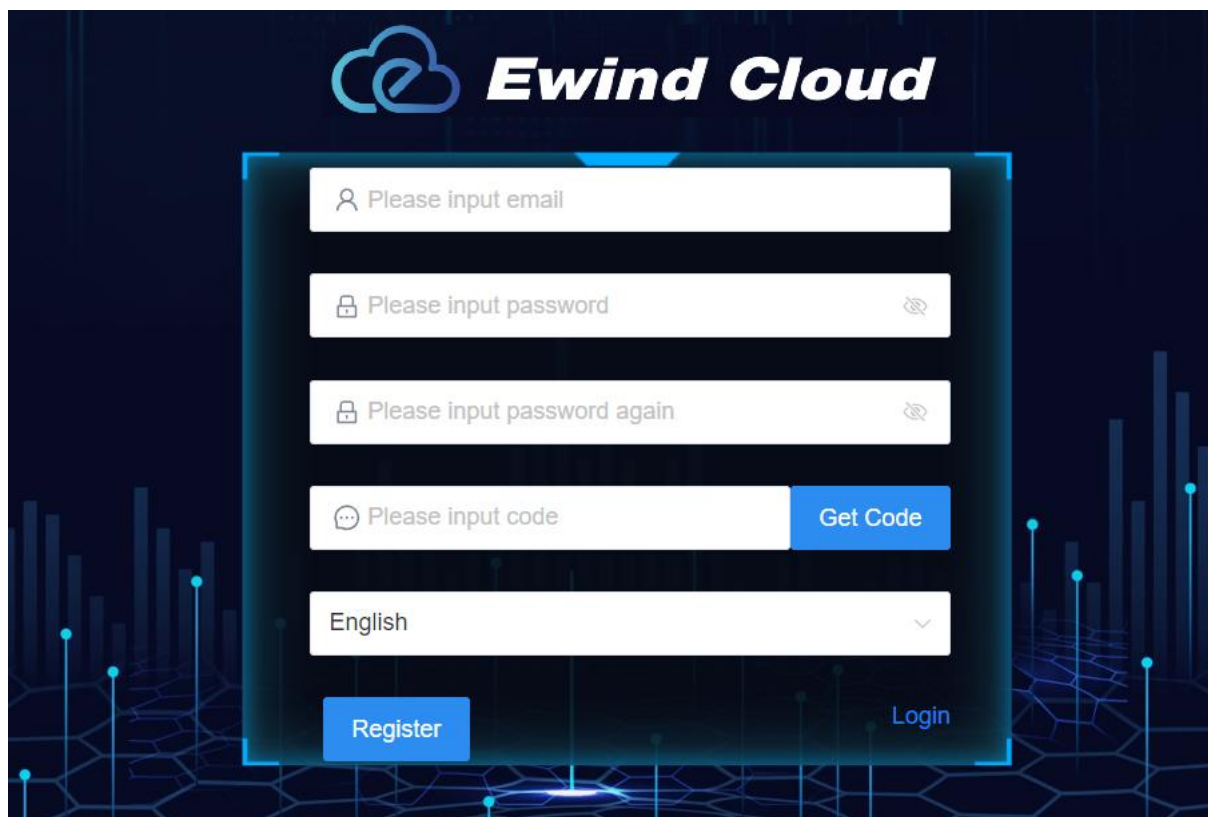 Ewind Cloud
Please input email
Please input password
Please input password again
Please input code
Get Code
English
Register
Login